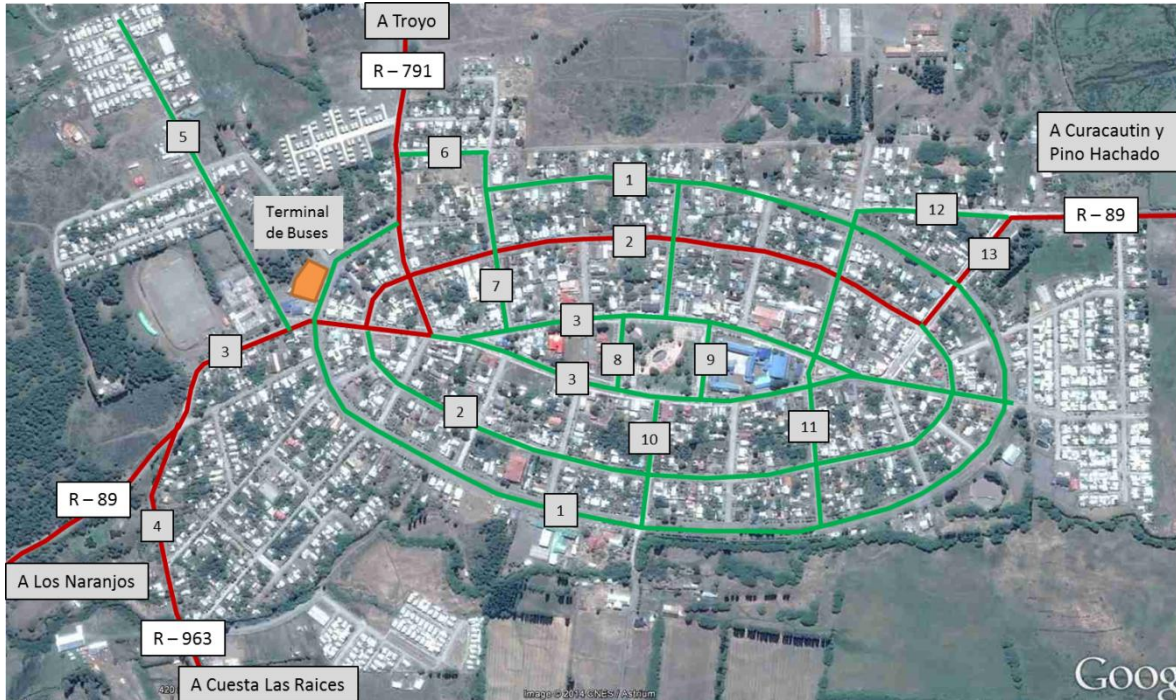 A Troyo
R – 791
5
6
1
A Curacautin y
Pino Hachado
12
R – 89
Terminal
de Buses
2
13
7
3
3
8
9
3
2
10
11
R – 89
4
1
A Los Naranjos
R – 963
A Cuesta Las Raices
Image © 2014 CNES / Astrium
Goog